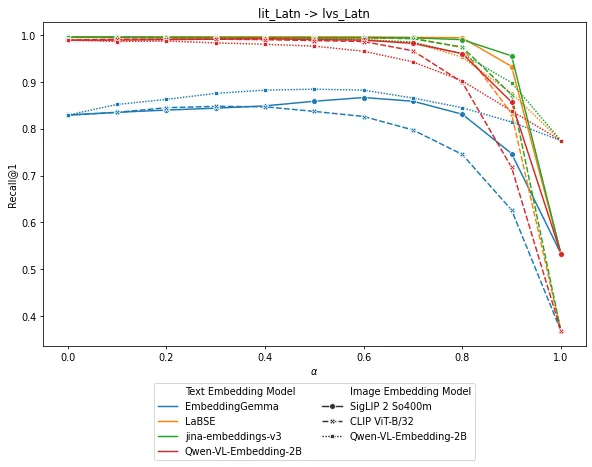 lit_Latn -> lvs_Latn
Recall@1
1.0
0.9
0.8
0.7
0.6
0.5
0.4
0.0 0.2 0.4 0.6 0.8 1.0
α
Text Embedding Model
EmbeddingGemma
LaBSE
jina-embeddings-v3
Qwen-VL-Embedding-2B
Image Embedding Model
SigLIP 2 So400m
CLIP ViT-B/32
Qwen-VL-Embedding-2B